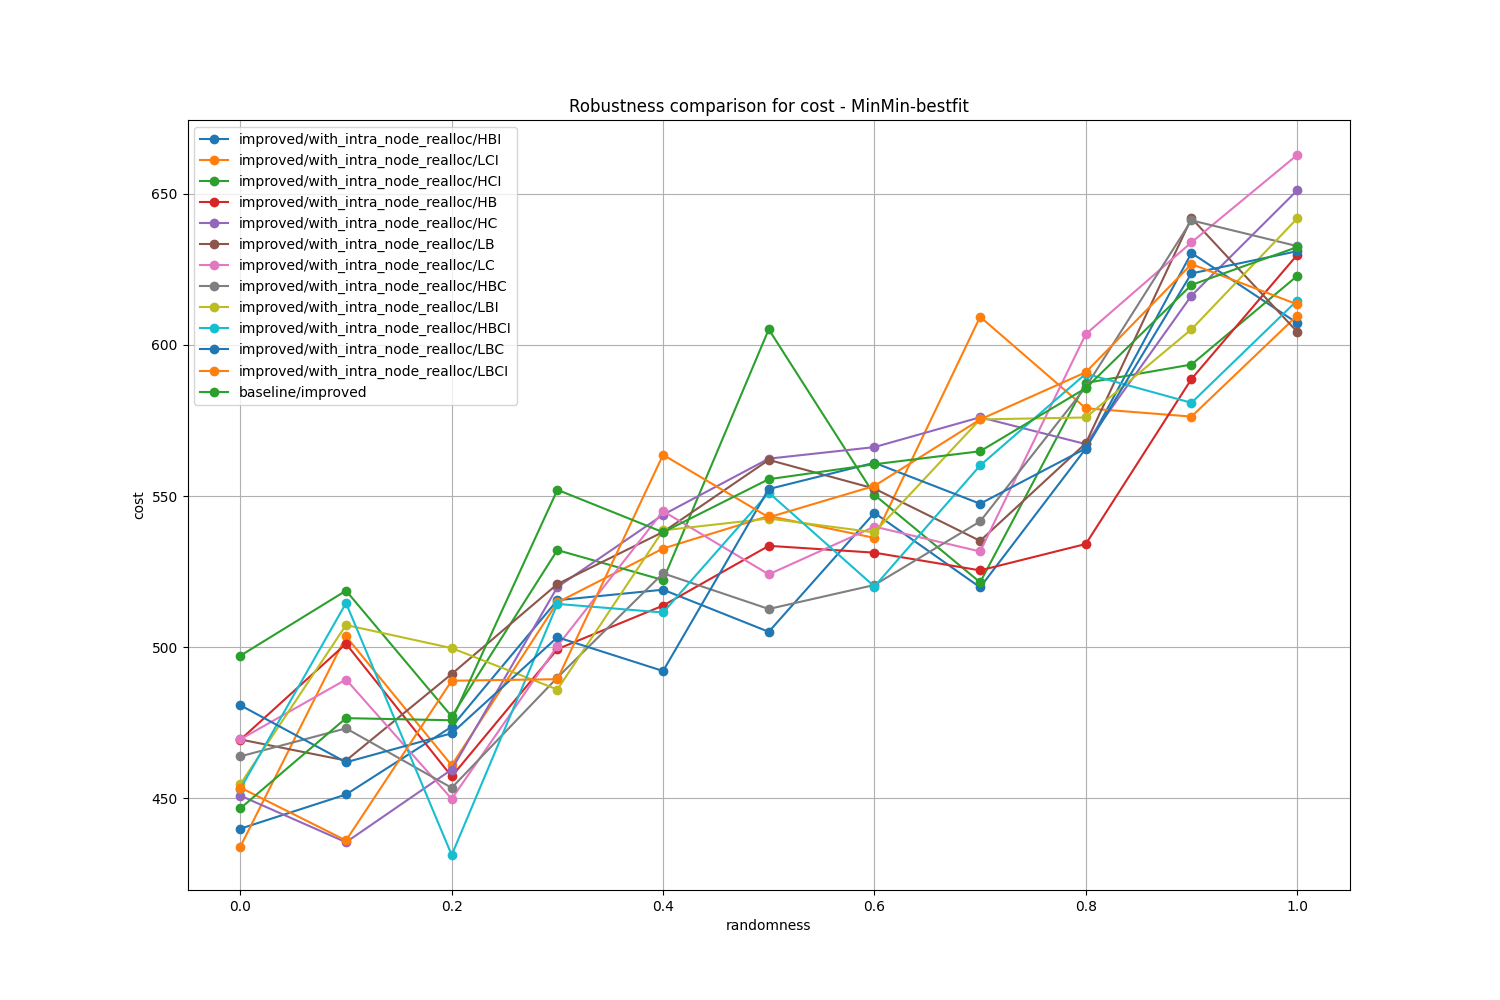 Robustness comparison for cost - MinMin-bestfit
improved/with_intra_node_realloc/HBI
improved/with_intra_node_realloc/LCI
improved/with_intra_node_realloc/HCI
improved/with_intra_node_realloc/HB
improved/with_intra_node_realloc/HC
improved/with_intra_node_realloc/LB
improved/with_intra_node_realloc/LC
improved/with_intra_node_realloc/HBC
improved/with_intra_node_realloc/LBI
improved/with_intra_node_realloc/HBCI
improved/with_intra_node_realloc/LBC
improved/with_intra_node_realloc/LBCI
baseline/improved
650
600
550
500
450
cost
0.0 0.2 0.4 0.6 0.8 1.0
randomness